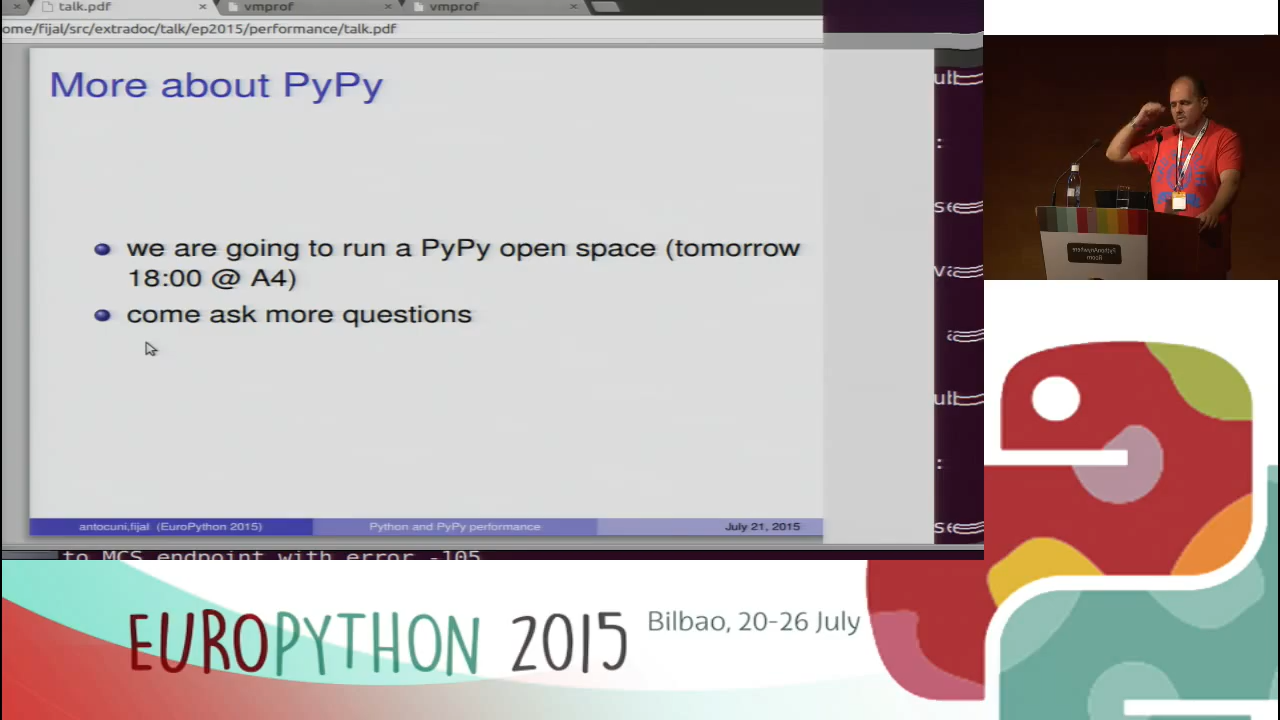 talk.pdf
vmprof
vmprof
ome/fijal/src/extradoc/talk/ep2015/performance/talk.pdf
More about PyPy
we are going to run a PyPy open space (tomorrow
18:00 @ A4)
come ask more questions
antocuni,fijal (EuroPython 2015)
Python and PyPy performance
July 21, 2015
to MCS endpoint with error -105
PythonAnywhere
Room
EUROPYTHON 2015
Bilbao, 20-26 July